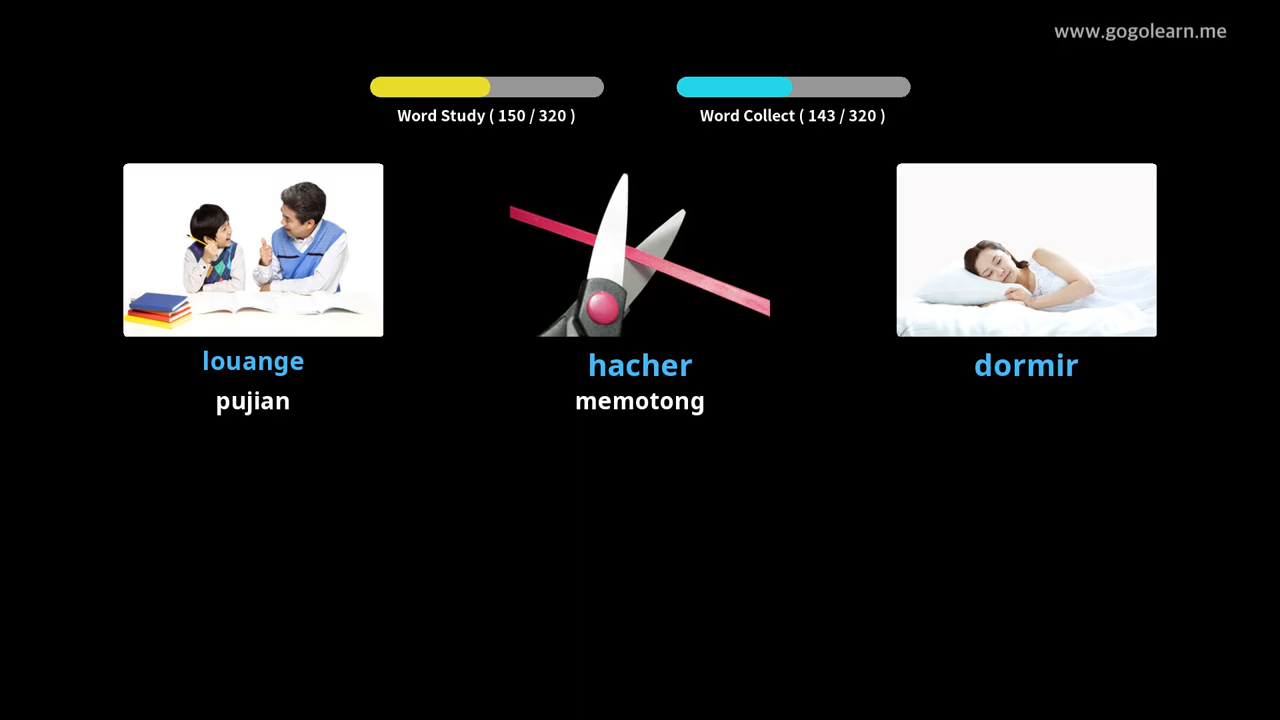 www.gogolearn.me
Word Study ( 150 / 320 )
Word Collect ( 143 / 320 )
louange
hacher
dormir
pujian
memotong